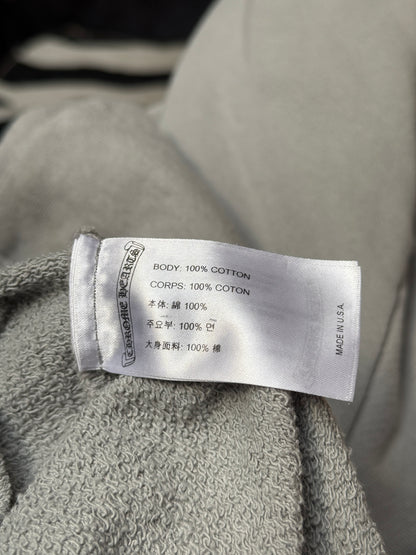 CHROME HEARTS
BODY: 100% COTTON
CORPS: 100% COTON
本体: 綿 100%
주요부: 100% 면
大身面料: 100% 棉
MADE IN U.S.A.